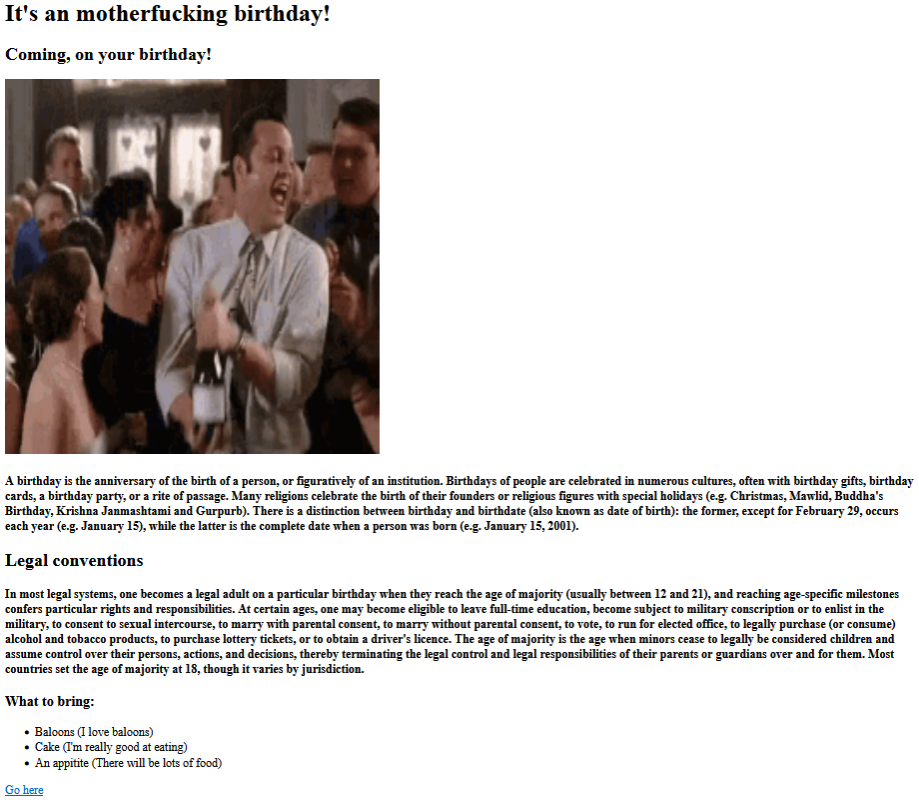 It's an motherfucking birthday!
Coming, on your birthday!
A birthday is the anniversary of the birth of a person, or figuratively of an institution. Birthdays of people are celebrated in numerous cultures, often with birthday gifts, birthday
cards, a birthday party, or a rite of passage. Many religions celebrate the birth of their founders or religious figures with special holidays (e.g. Christmas, Mawlid, Buddha's
Birthday, Krishna Janmashtami and Gurpurb). There is a distinction between birthday and birthdate (also known as date of birth): the former, except for February 29, occurs
each year (e.g. January 15), while the latter is the complete date when a person was born (e.g. January 15, 2001).
Legal conventions
In most legal systems, one becomes a legal adult on a particular birthday when they reach the age of majority (usually between 12 and 21), and reaching age-specific milestones
confers particular rights and responsibilities. At certain ages, one may become eligible to leave full-time education, become subject to military conscription or to enlist in the
military, to consent to sexual intercourse, to marry with parental consent, to marry without parental consent, to vote, to run for elected office, to legally purchase (or consume)
alcohol and tobacco products, to purchase lottery tickets, or to obtain a driver's licence. The age of majority is the age when minors cease to legally be considered children and
assume control over their persons, actions, and decisions, thereby terminating the legal control and legal responsibilities of their parents or guardians over and for them. Most
countries set the age of majority at 18, though it varies by jurisdiction.
What to bring:
• Baloons (I love baloons)
• Cake (I'm really good at eating)
• An appitite (There will be lots of food)
Go here